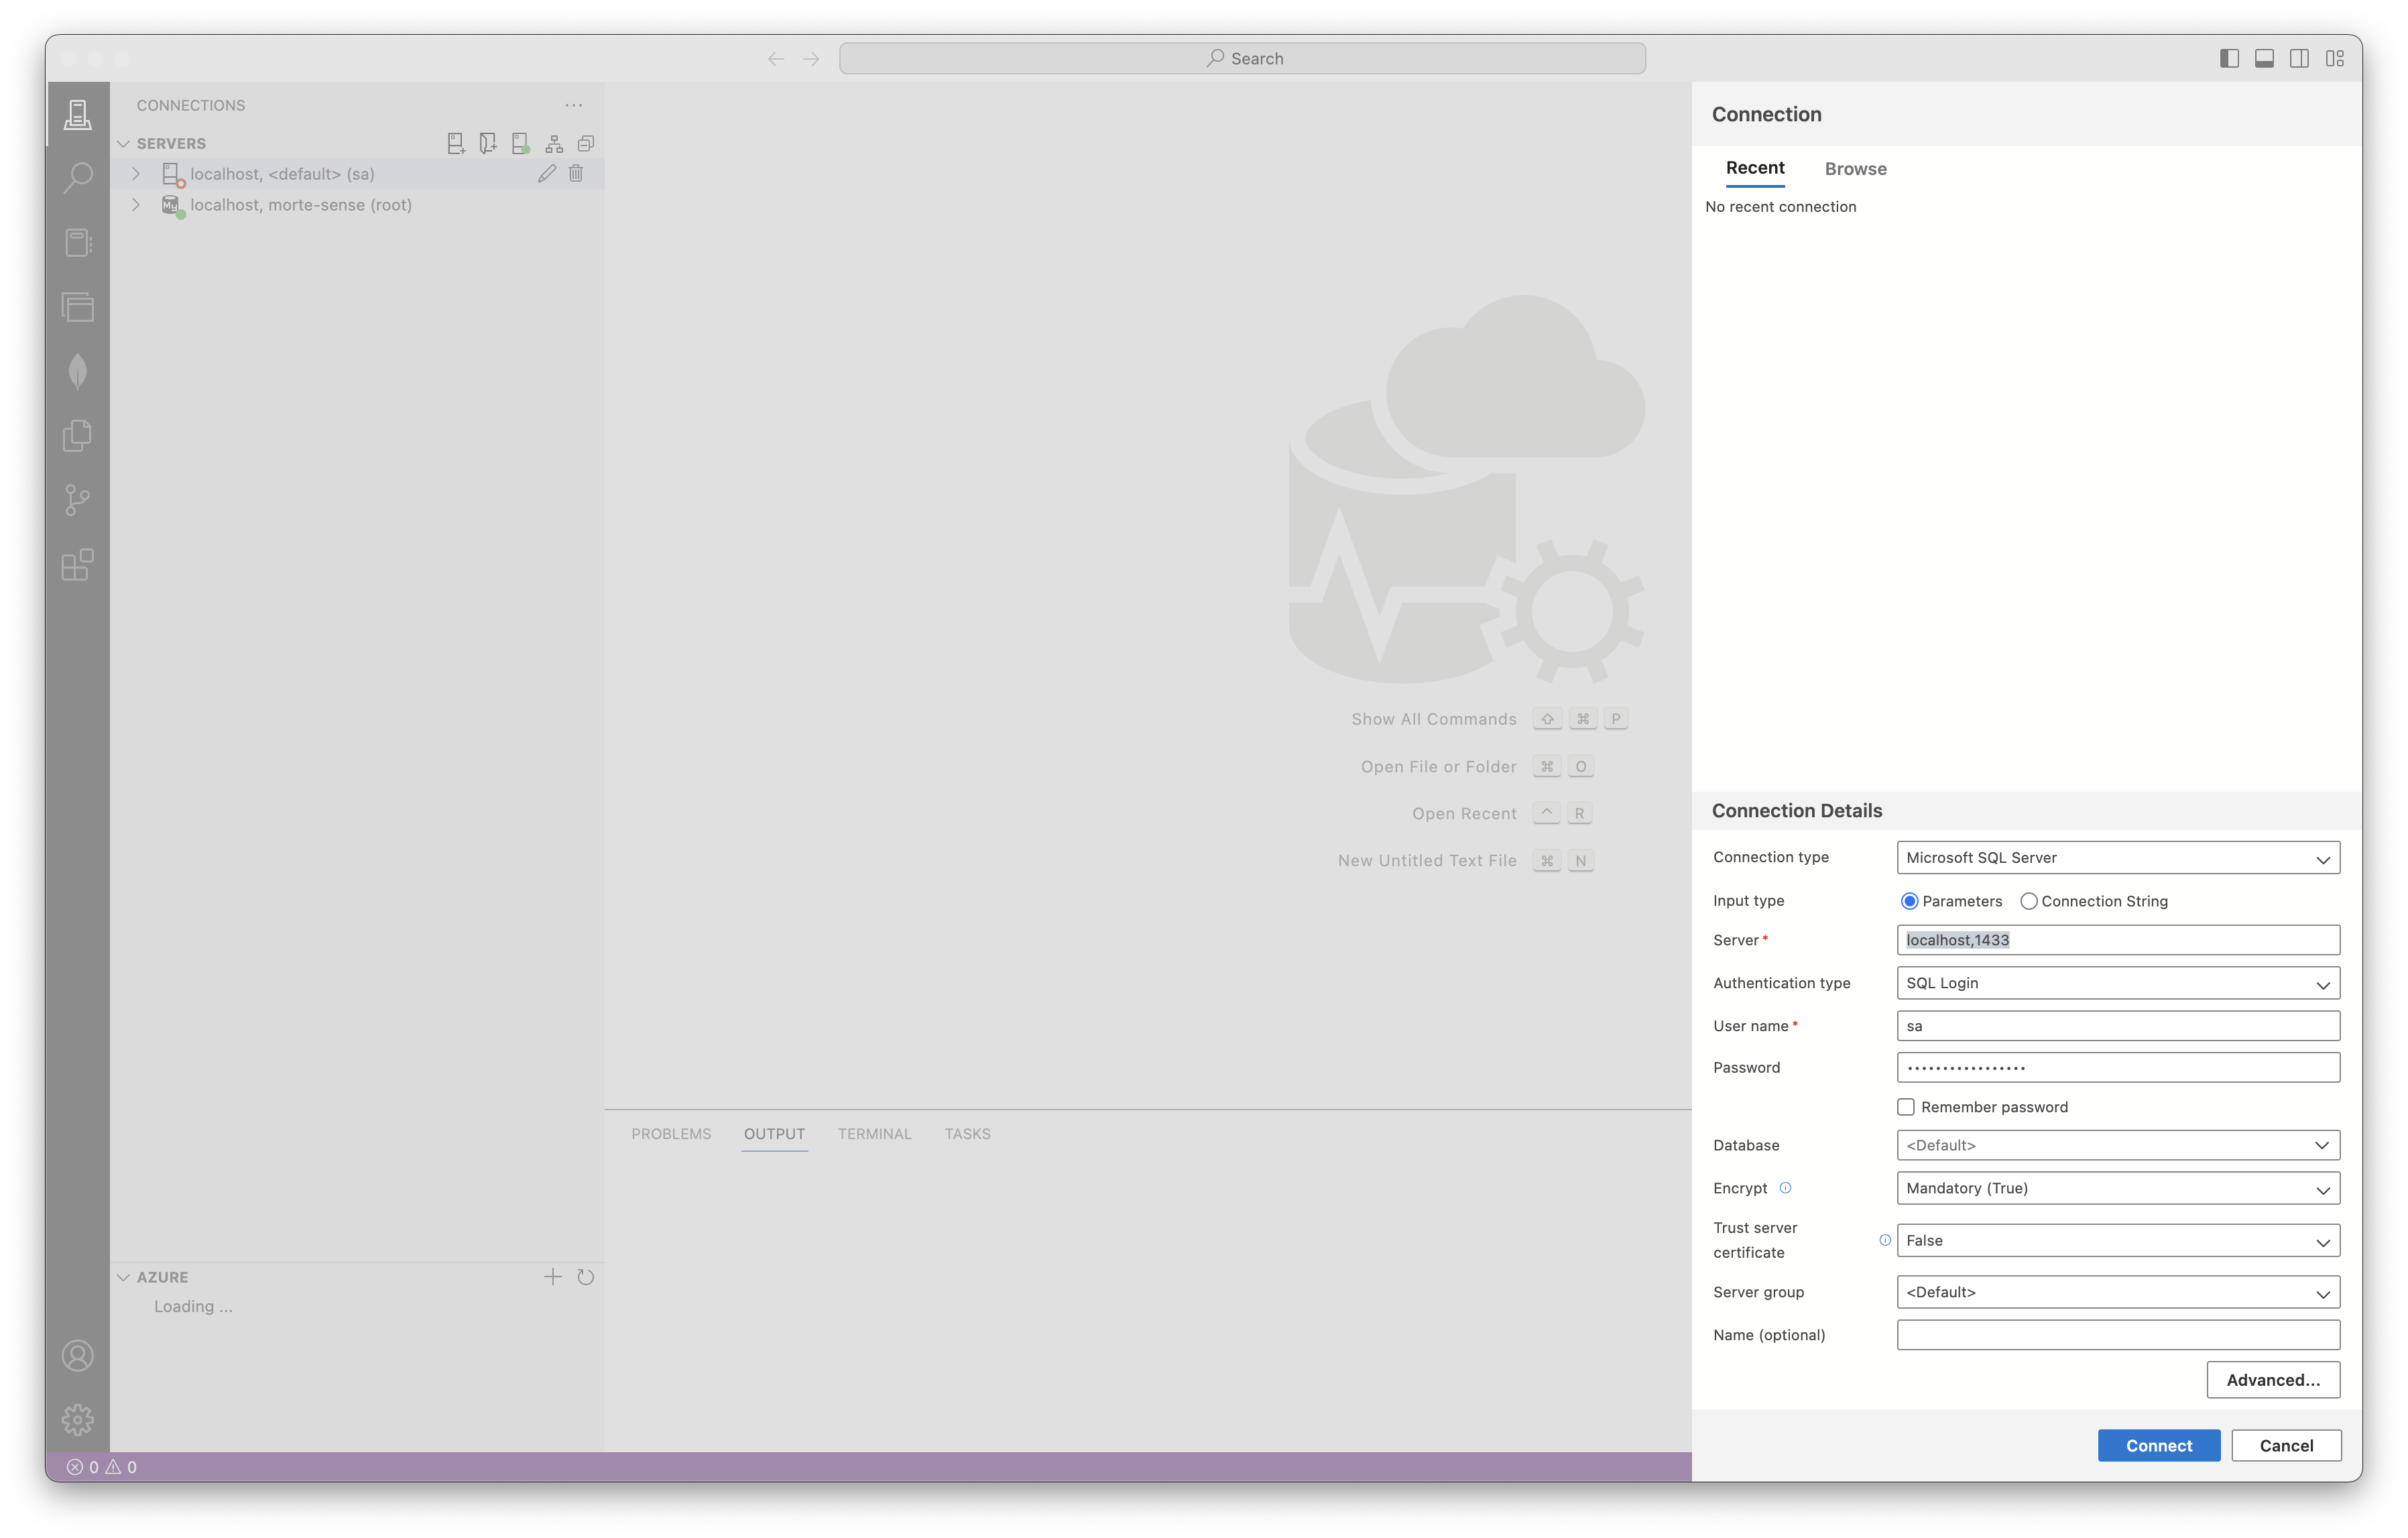 Search
CONNECTIONS
SERVERS
localhost, <default> (sa)
My localhost, morte-sense (root)
Show All Commands ⇧ ⌘ P
Open File or Folder ⌘ O
Open Recent ^ R
New Untitled Text File ⌘ N
PROBLEMS OUTPUT TERMINAL TASKS
AZURE
Loading ...
0 0
Connection
Recent Browse
No recent connection
Connection Details
Connection type Microsoft SQL Server
Input type Parameters Connection String
Server* localhost,1433
Authentication type SQL Login
User name* sa
Password •••••••••••••••••
Remember password
Database <Default>
Encrypt Mandatory (True)
Trust server
certificate False
Server group <Default>
Name (optional)
Advanced...
Connect Cancel